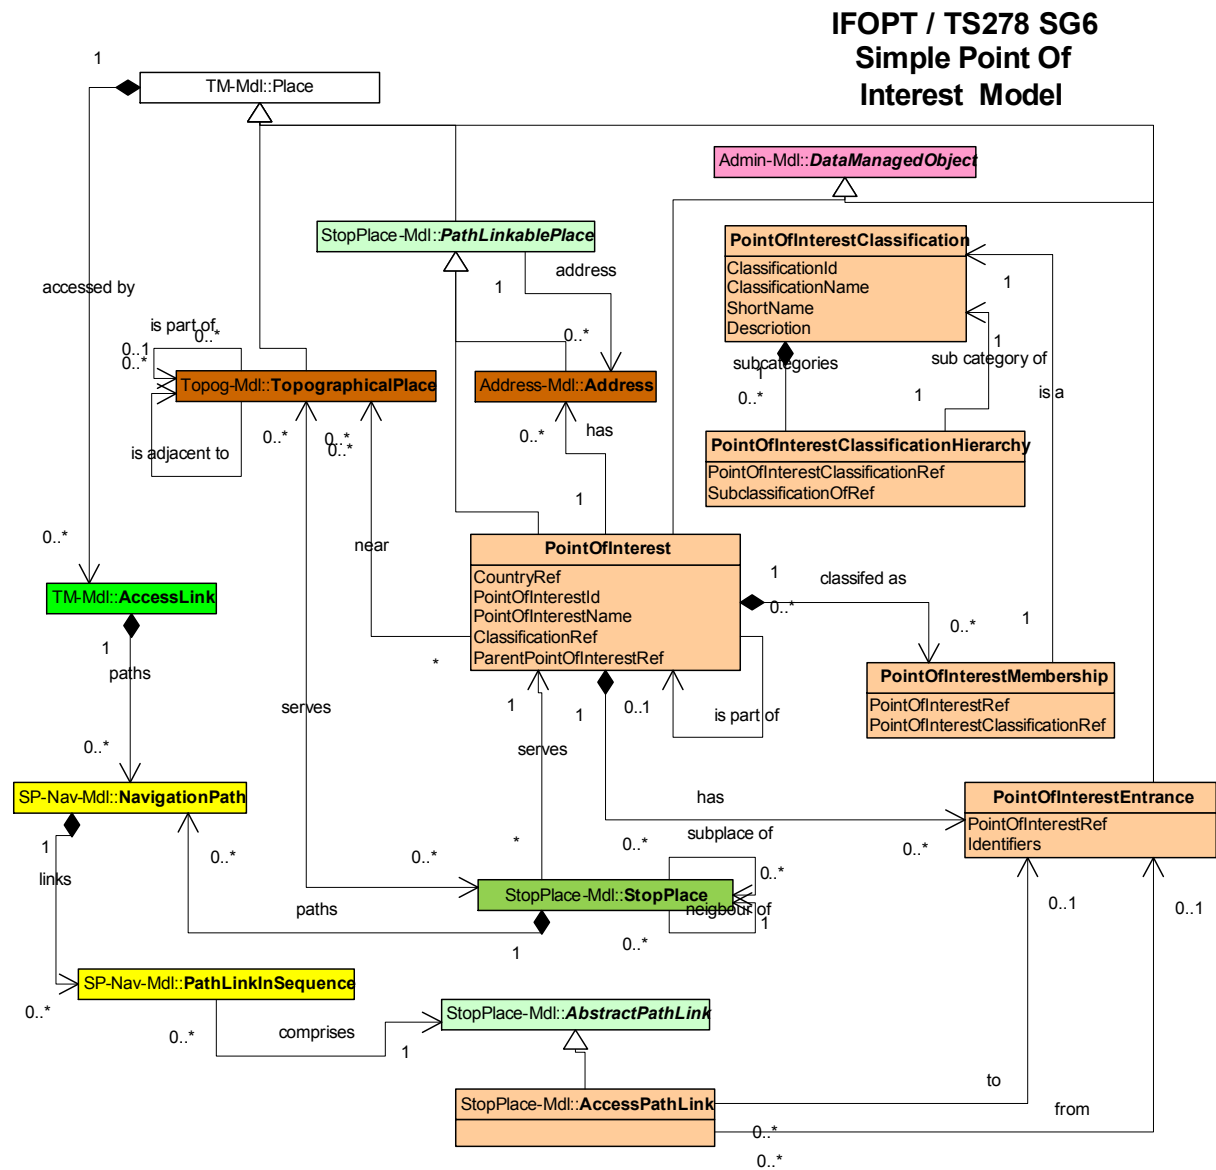 IFOPT / TS278 SG6
Simple Point Of
Interest Model
1
TM-Mdl::Place
Admin-Mdl::DataManagedObject
StopPlace-Mdl::PathLinkablePlace
PointOfInterestClassification
ClassificationId
ClassificationName
ShortName
Descriotion
address
1
1
accessed by
is part of
0..*
0..1
0..*
0..*
subcategories
sub category of
1
1
0..*
1
is a
Topog-Mdl::TopographicalPlace
Address-Mdl::Address
is adjacent to
0..*
0..*
0..*
has
0..*
PointOfInterestClassificationHierarchy
PointOfInterestClassificationRef
SubclassificationOfRef
1
0..*
near
PointOfInterest
CountryRef
PointOfInterestId
PointOfInterestName
ClassificationRef
ParentPointOfInterestRef
1
classifed as
0..*
0..*
1
TM-Mdl::AccessLink
1
paths
*
PointOfInterestMembership
PointOfInterestRef
PointOfInterestClassificationRef
serves
1
1
0..1
is part of
serves
0..*
SP-Nav-Mdl::NavigationPath
has
PointOfInterestEntrance
PointOfInterestRef
Identifiers
1
links
0..*
0..*
*
0..*
subplace of
0..*
0..*
StopPlace-Mdl::StopPlace
paths
neigbour of
1
0..*
1
0..1
0..1
SP-Nav-Mdl::PathLinkInSequence
0..*
0..*
comprises
1
StopPlace-Mdl::AbstractPathLink
StopPlace-Mdl::AccessPathLink
to
from
0..*
0..*